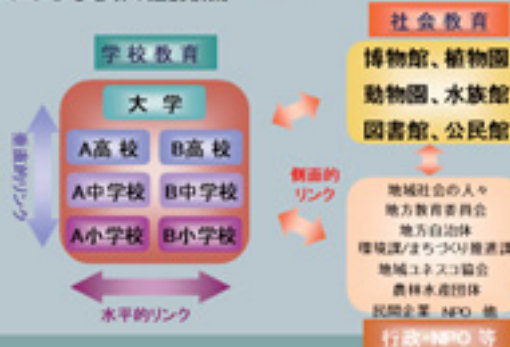 学校教育
大学
A高校 B高校
A中学校 B中学校
A小学校 B小学校
垂直的リンク
水平的リンク
側面的
リンク
社会教育
博物館、植物園
動物園、水族館
図書館、公民館
地域社会の人々
地方教育委員会
地方自治体
環境課/まちづくり推進課
地域ユネスコ協会
農林水産団体
民間企業 NPO 他
行政・NPO 等